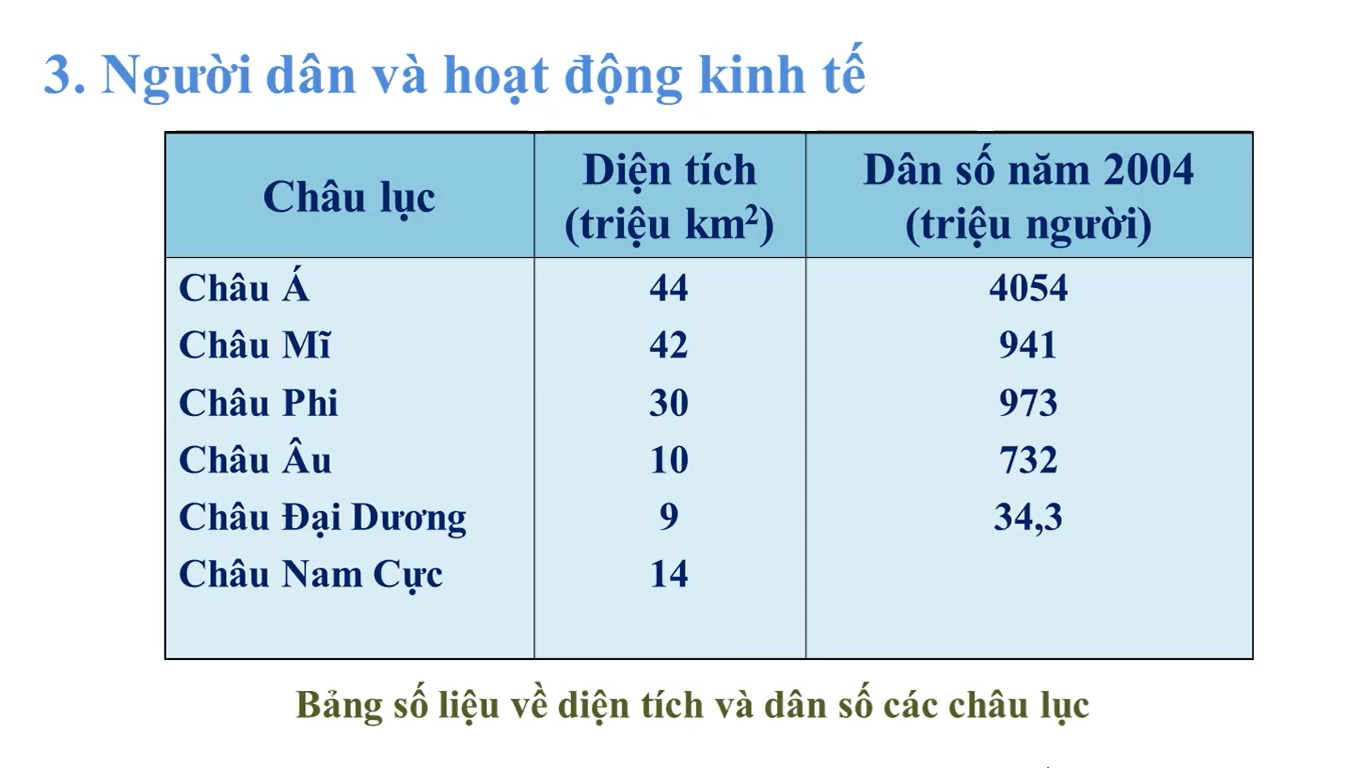 3. Người dân và hoạt động kinh tế
Châu lục
Diện tích
(triệu km²)
Dân số năm 2004
(triệu người)
Châu Á 44 4054
Châu Mĩ 42 941
Châu Phi 30 973
Châu Âu 10 732
Châu Đại Dương 9 34,3
Châu Nam Cực 14
Bảng số liệu về diện tích và dân số các châu lục